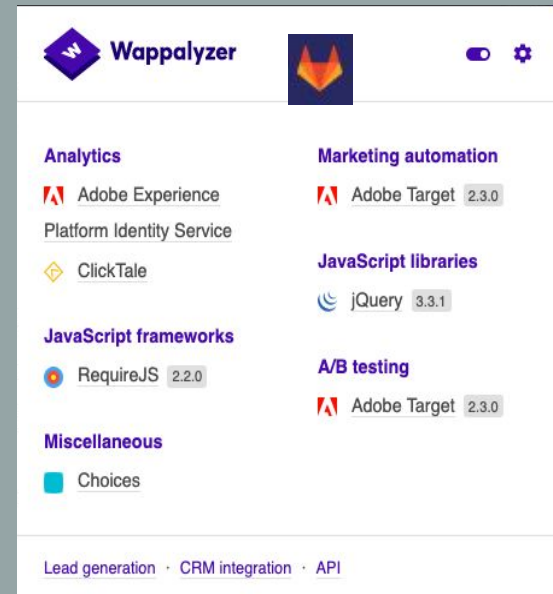 Wappalyzer
Analytics
Adobe Experience
Platform Identity Service
ClickTale
JavaScript frameworks
RequireJS 2.2.0
Miscellaneous
Choices
Marketing automation
Adobe Target 2.3.0
JavaScript libraries
jQuery 3.3.1
A/B testing
Adobe Target 2.3.0
Lead generation · CRM integration · API